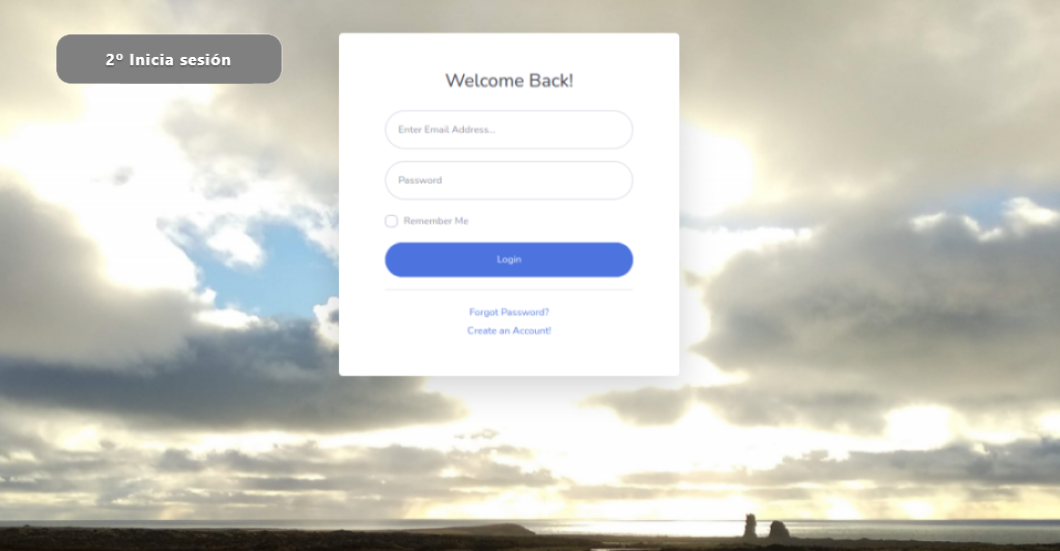 2º Inicia sesión
Welcome Back!
Enter Email Address...
Password
Remember Me
Login
Forgot Password?
Create an Account!